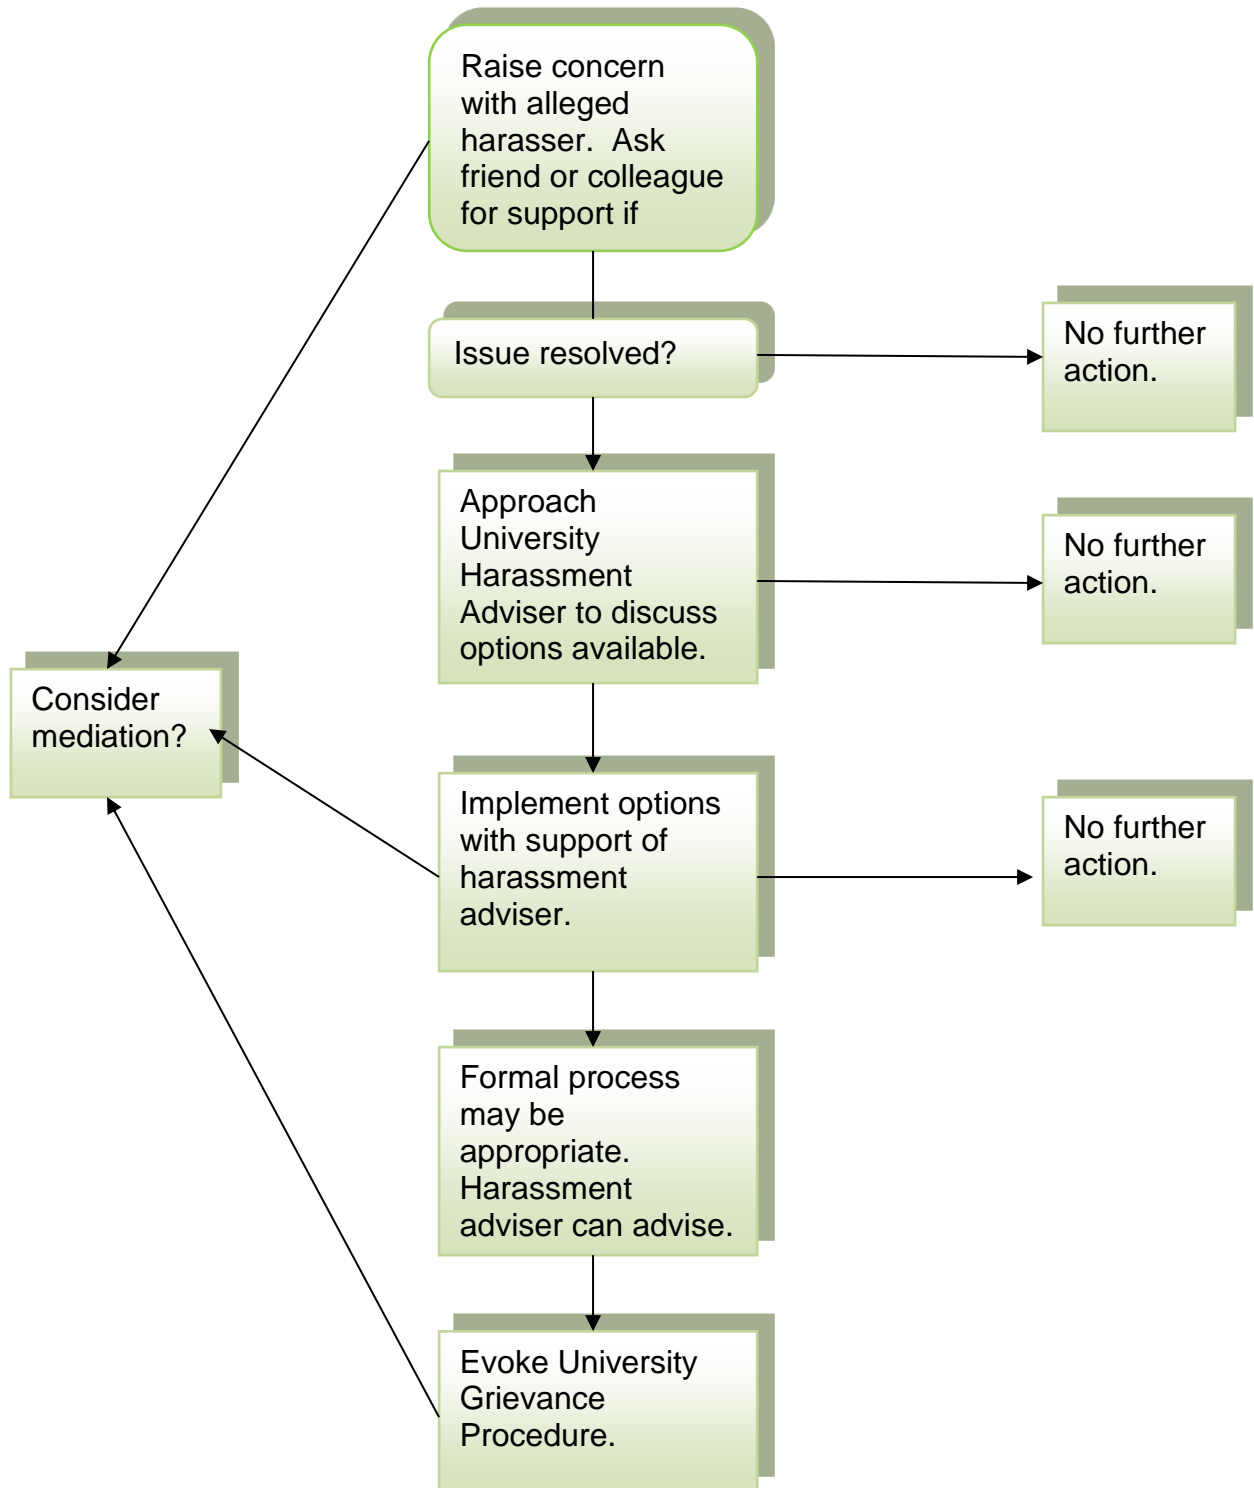 Raise concern
with alleged
harasser.  Ask
friend or colleague
for support if
Issue resolved?
No further
action.
Approach
University
Harassment
Adviser to discuss
options available.
No further
action.
Consider
mediation?
Implement options
with support of
harassment
adviser.
No further
action.
Formal process
may be
appropriate.
Harassment
adviser can advise.
Evoke University
Grievance
Procedure.